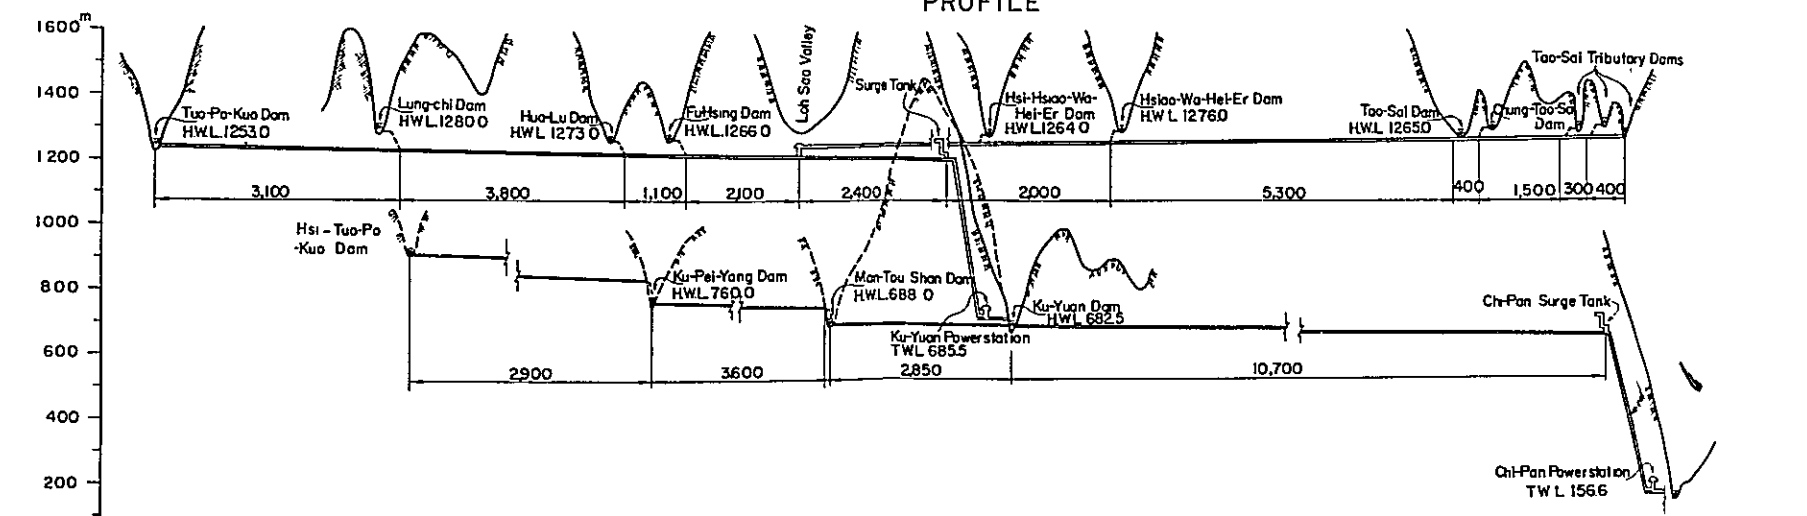 PROFILE
1600 m
1400
1200
1000
800
600
400
200
Tuo-Po-Kuo Dam
H.W.L.1253.0
Lung-chi Dam
H.W.L.1280.0
Hua-Lu Dam
H.W.L 1273.0
FuHsing Dam
H.W.L.1266.0
Loh Sao Valley
Surge Tank
Hsi-Hsiao-Wa-
Hei-Er Dam
H.W.L.1264.0
Hsiao-Wa-Hei-Er Dam
H.W.L 1276.0
Tao-Sai Dam
H.W.L 1265.0
Tao-Sai Tributary Dams
Chung-Tao-Sai
Dam
3,100
3,800
1,100
2,100
2,400
2,000
5,300
400
1,500
300
400
Hsi-Tuo-Po
-Kuo Dam
Ku-Pei-Yang Dam
H.W.L.760.0
Man-Tou Shan Dam
H.W.L.688.0
Ku-Yuan Dam
HWL 682.5
Ku-Yuan Powerstation
TWL 685.5
Chi-Pan Surge Tank
2,900
3,600
2,850
10,700
Chi-Pan Powerstation
TWL 156.6